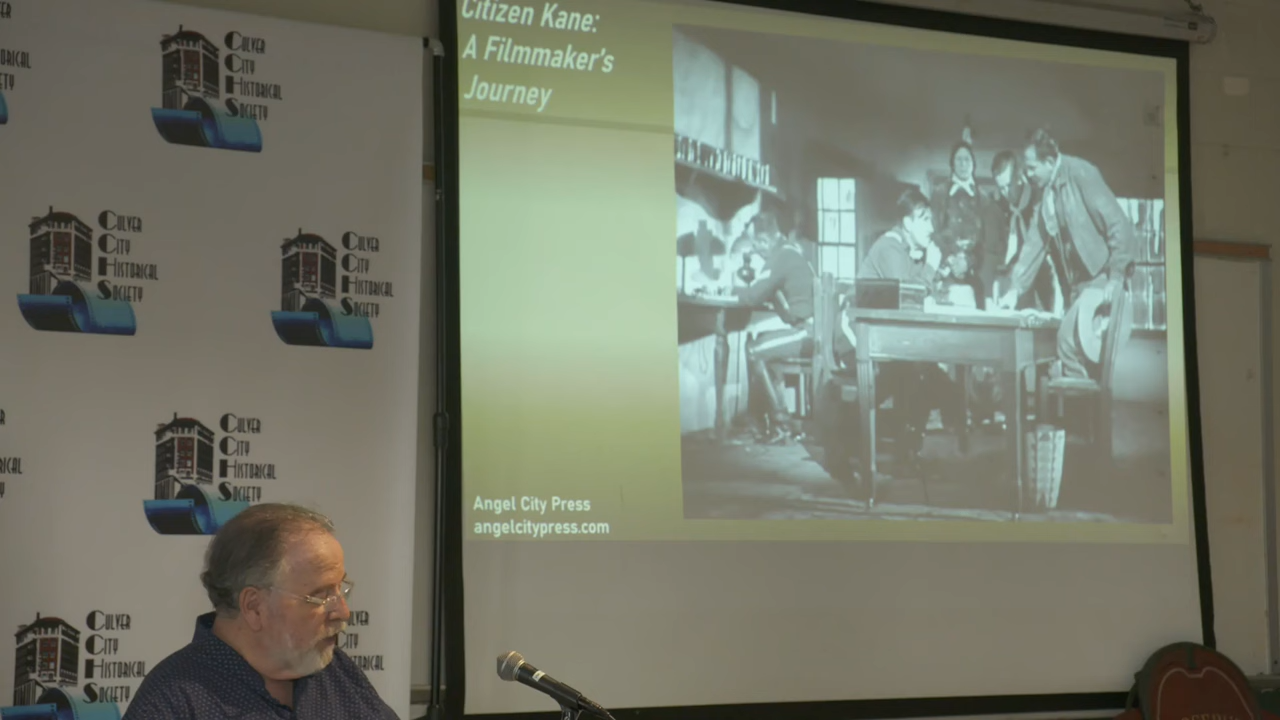 Citizen Kane:
A Filmmaker's
Journey
Angel City Press
angelcitypress.com
CULVER
CITY
HISTORICAL
SOCIETY
CULVER
CITY
HISTORICAL
SOCIETY
CULVER
CITY
HISTORICAL
SOCIETY
CULVER
CITY
HISTORICAL
SOCIETY
CULVER
CITY
HISTORICAL
SOCIETY